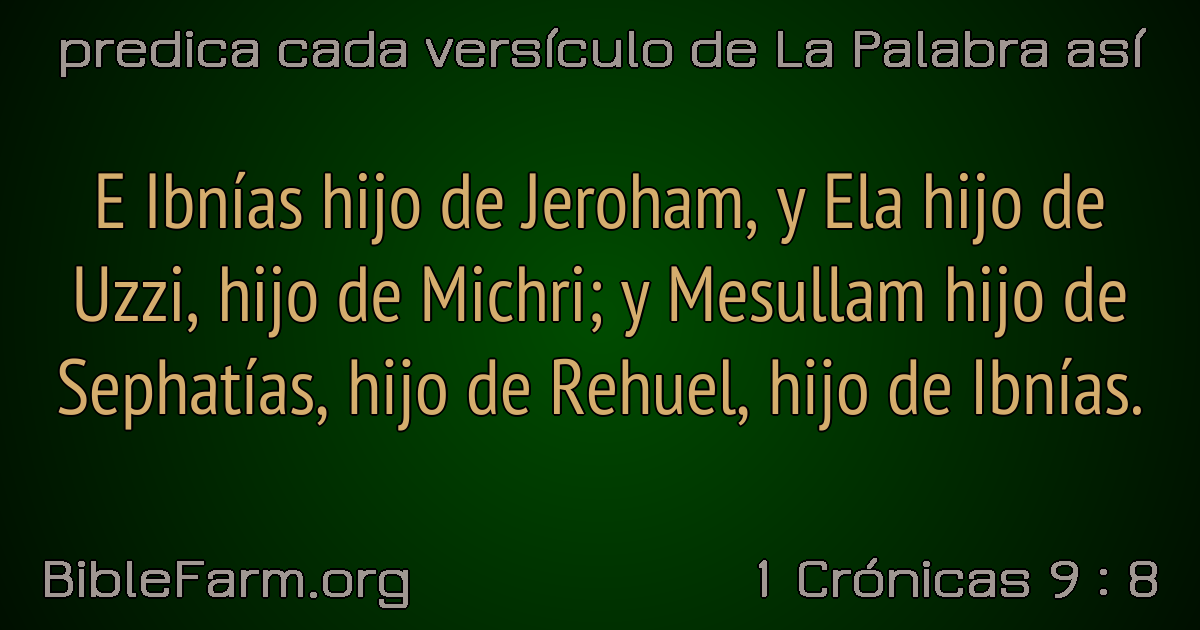 predica cada versículo de La Palabra así
E Ibnías hijo de Jeroham, y Ela hijo de
Uzzi, hijo de Michri; y Mesullam hijo de
Sephatías, hijo de Rehuel, hijo de Ibnías.
BibleFarm.org
1 Crónicas 9 : 8